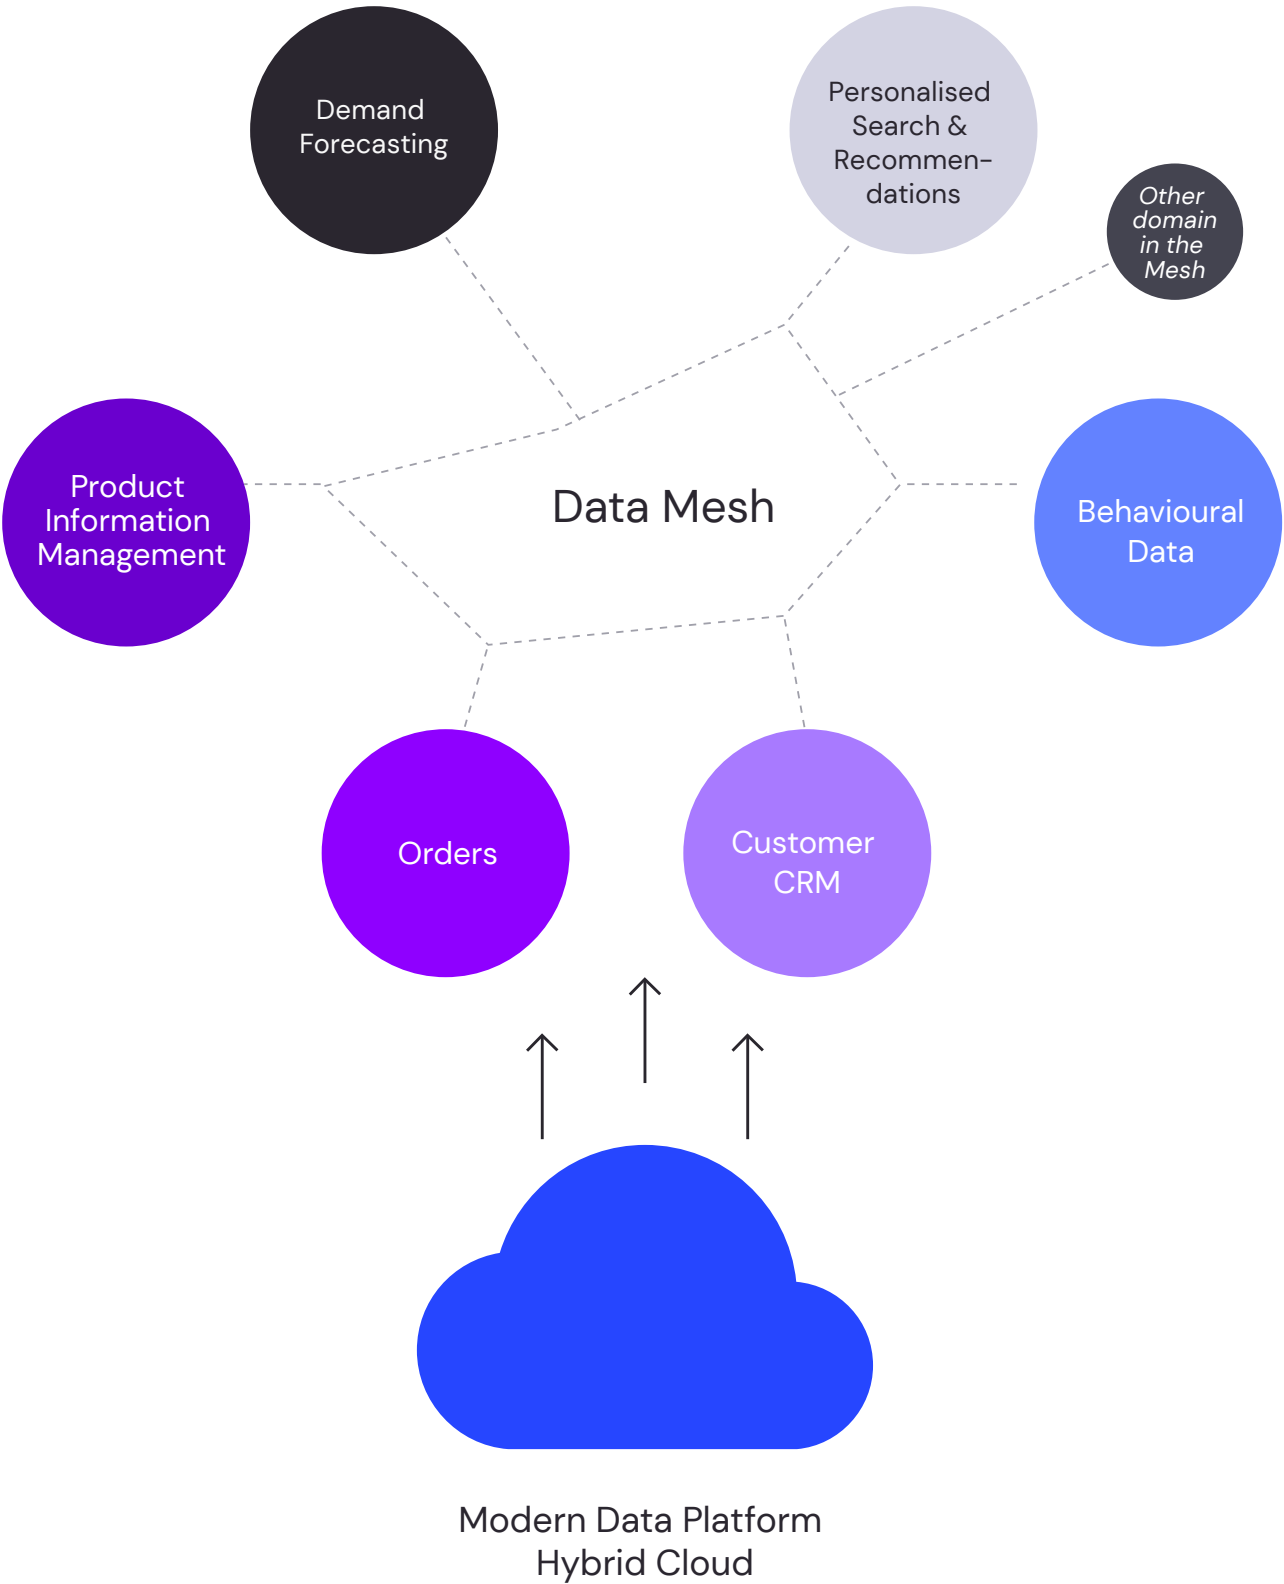 Demand
Forecasting
Personalised
Search &
Recommen-
dations
Other
domain
in the
Mesh
Product
Information
Management
Data Mesh
Behavioural
Data
Orders
Customer
CRM
Modern Data Platform
Hybrid Cloud